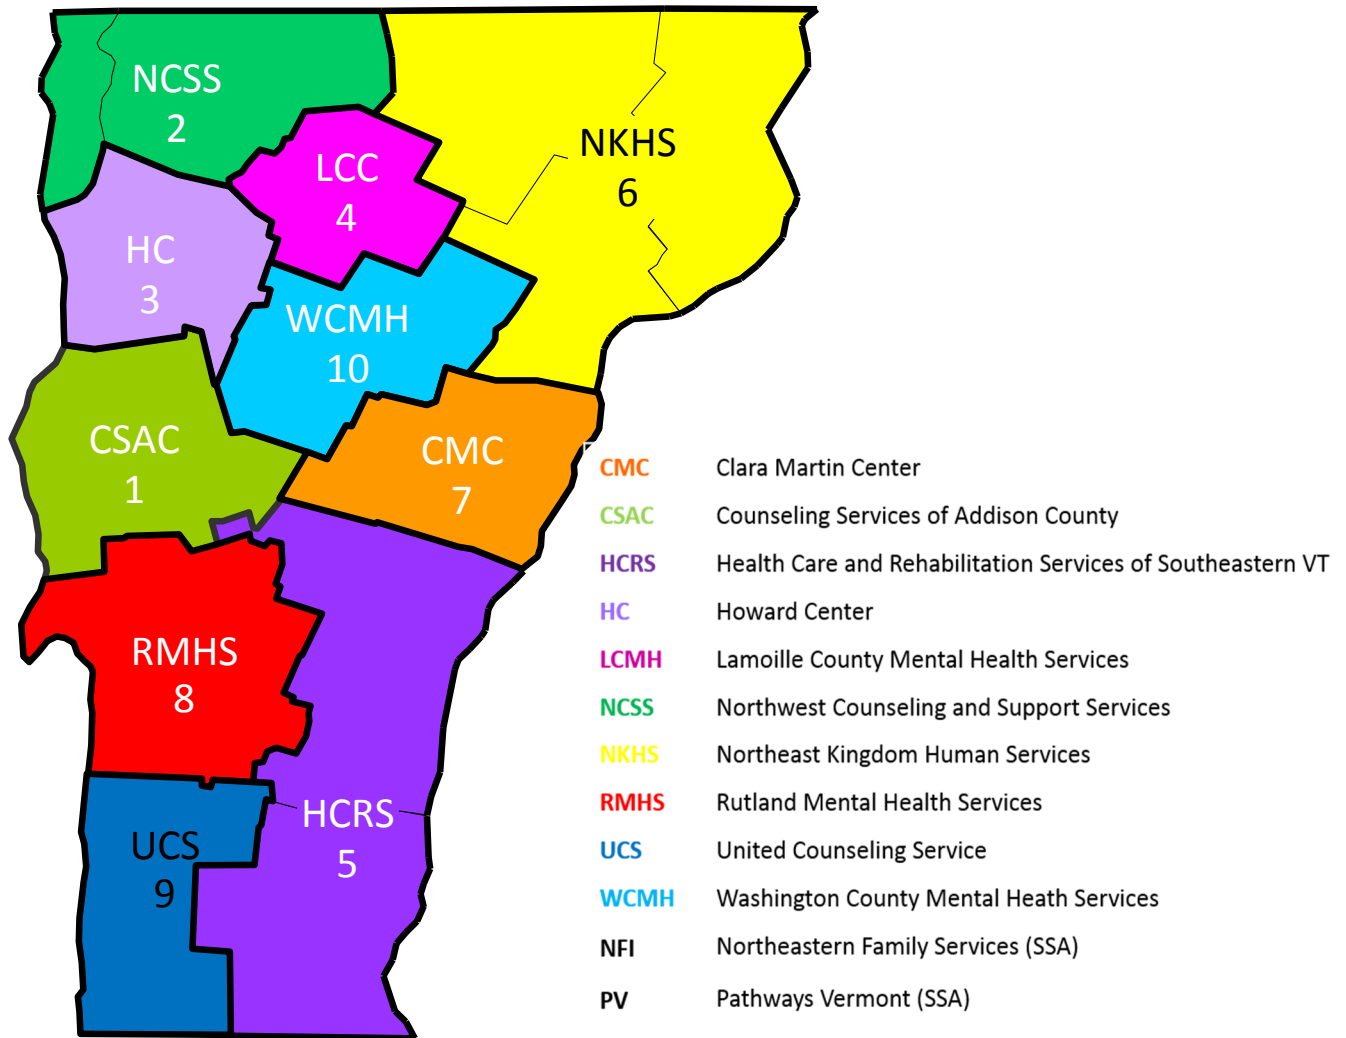 NCSS
2
NKHS
6
LCC
4
HC
3
WCMH
10
CSAC
1
CMC
7
RMHS
8
HCRS
5
UCS
9
CMC Clara Martin Center
CSAC Counseling Services of Addison County
HCRS Health Care and Rehabilitation Services of Southeastern VT
HC Howard Center
LCMH Lamoille County Mental Health Services
NCSS Northwest Counseling and Support Services
NKHS Northeast Kingdom Human Services
RMHS Rutland Mental Health Services
UCS United Counseling Service
WCMH Washington County Mental Heath Services
NFI Northeastern Family Services (SSA)
PV Pathways Vermont (SSA)